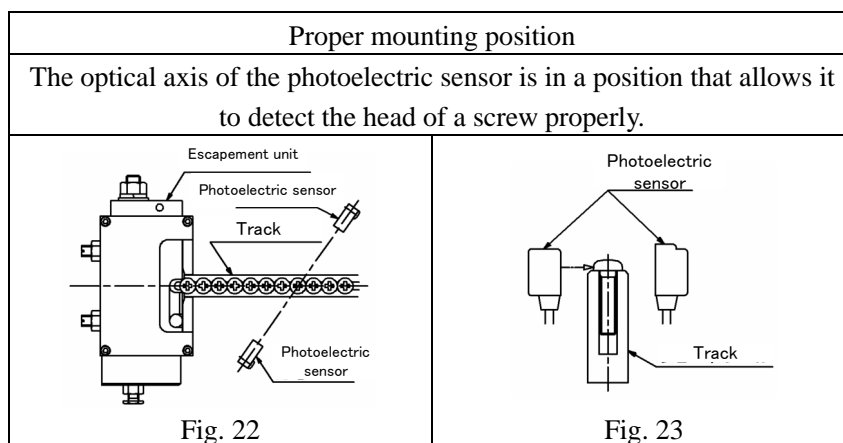 Proper mounting position
The optical axis of the photoelectric sensor is in a position that allows it
to detect the head of a screw properly.
Escapement unit
Photoelectric sensor
Track
Photoelectric
sensor
Fig. 22
Photoelectric
sensor
Track
Fig. 23